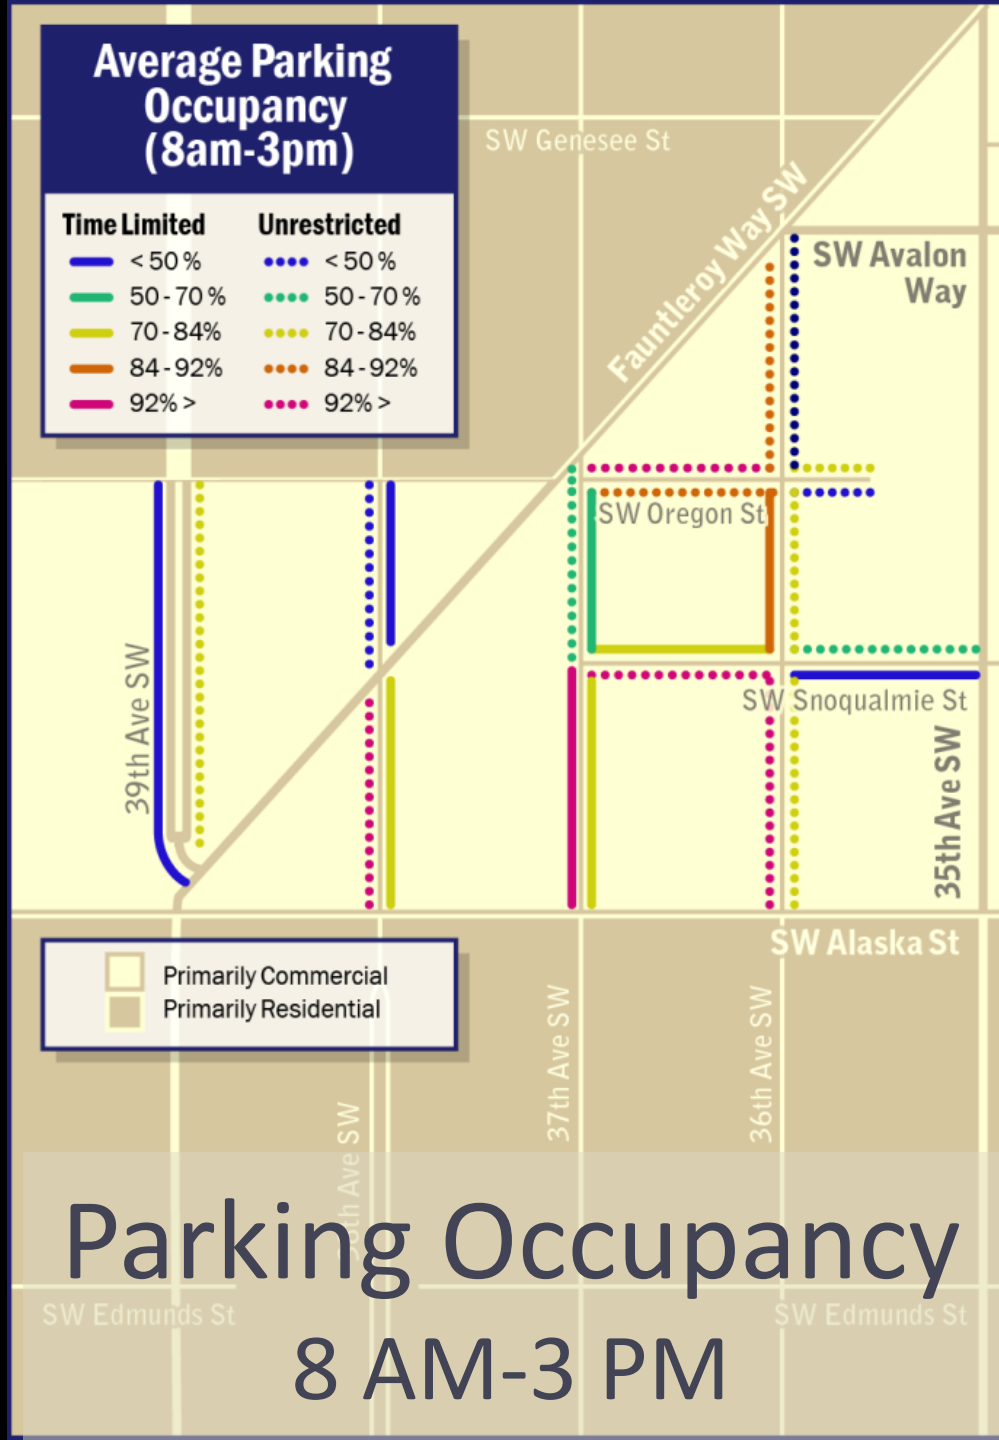 Average Parking
Occupancy
(8am-3pm)
Time Limited
Unrestricted
< 50 %
< 50 %
50 - 70 %
50 - 70 %
70 - 84%
70 - 84%
84 - 92%
84 - 92%
92% >
92% >
SW Genesee St
Fauntleroy Way SW
SW Avalon
Way
SW Oregon St
39th Ave SW
SW Snoqualmie St
35th Ave SW
SW Alaska St
Primarily Commercial
Primarily Residential
37th Ave SW
36th Ave SW
38th Ave SW
Parking Occupancy
SW Edmunds St
SW Edmunds St
8 AM-3 PM